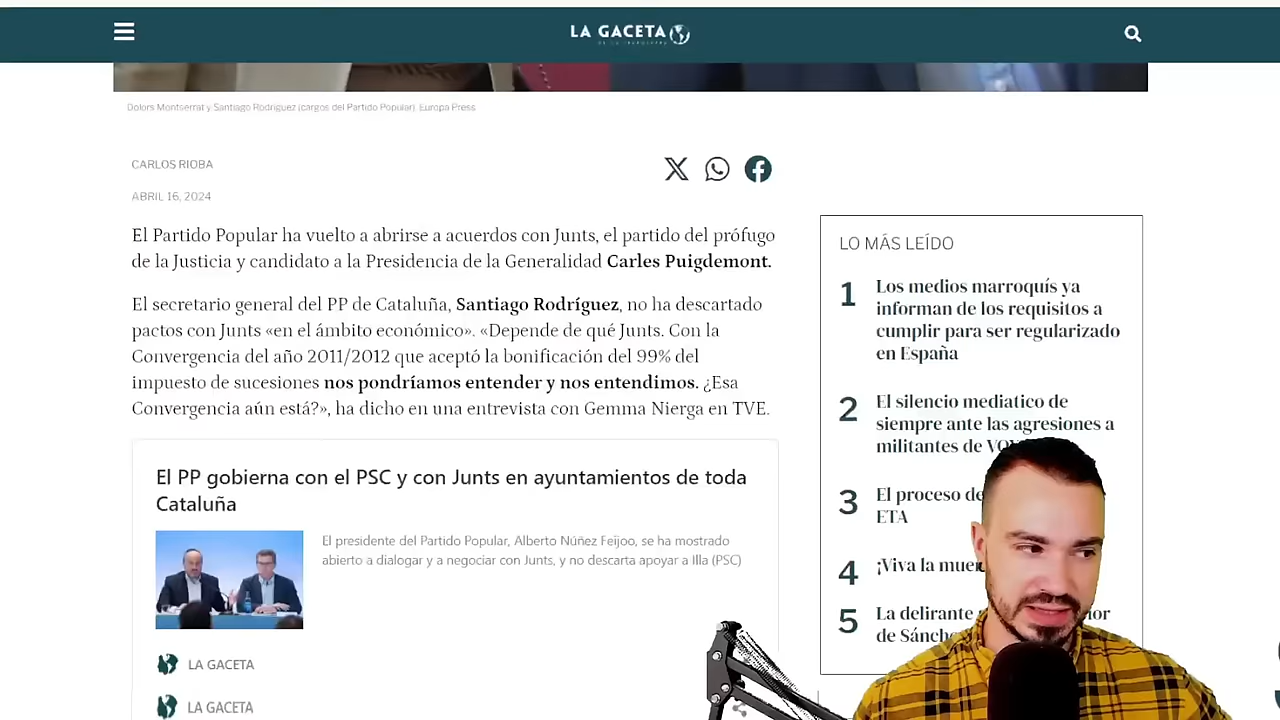 LA GACETA
Dolors Montserrat y Santiago Rodríguez (cargos del Partido Popular). Europa Press
CARLOS RIOBA
ABRIL 16, 2024
El Partido Popular ha vuelto a abrirse a acuerdos con Junts, el partido del prófugo
de la Justicia y candidato a la Presidencia de la Generalidad Carles Puigdemont.
El secretario general del PP de Cataluña, Santiago Rodríguez, no ha descartado
pactos con Junts «en el ámbito económico». «Depende de qué Junts. Con la
Convergencia del año 2011/2012 que aceptó la bonificación del 99% del
impuesto de sucesiones nos pondríamos entender y nos entendimos. ¿Esa
Convergencia aún está?», ha dicho en una entrevista con Gemma Nierga en TVE.
El PP gobierna con el PSC y con Junts en ayuntamientos de toda
Cataluña
El presidente del Partido Popular, Alberto Núñez Feijoo, se ha mostrado
abierto a dialogar y a negociar con Junts, y no descarta apoyar a Illa (PSC)
LA GACETA
LA GACETA
LO MÁS LEÍDO
1 Los medios marroquís ya
informan de los requisitos a
cumplir para ser regularizado
en España
2 El silencio mediatico de
siempre ante las agresiones a
militantes de
3 El proceso
ETA
4 ¡Viva la
5 La delirante
de